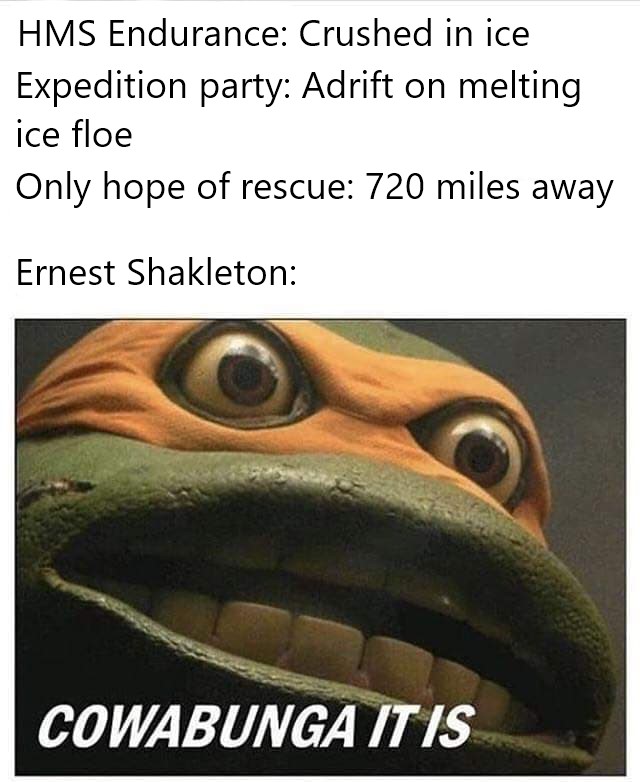 HMS Endurance: Crushed in ice
Expedition party: Adrift on melting
ice floe
Only hope of rescue: 720 miles away
Ernest Shakleton:
COWABUNGA IT IS